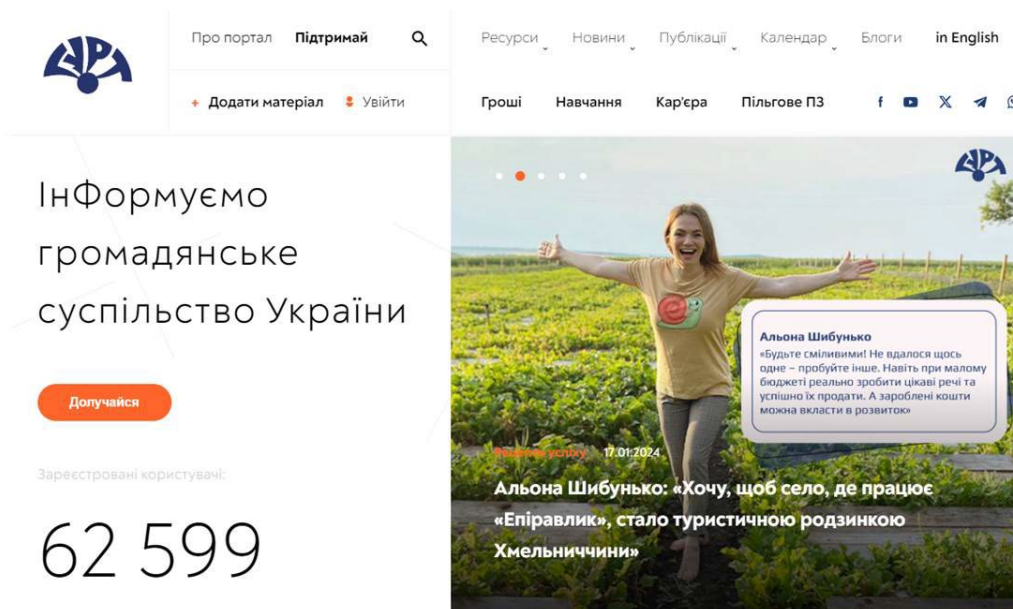 ГУРТ
Про портал Підтримай
Ресурси Новини Публікації Календар Блоги in English
+ Додати матеріал Увійти
Гроші Навчання Кар'єра Пільгове ПЗ
ІнФормуємо
громадянське
суспільство України
Долучайся
Зареєстровані користувачі:
62 599
Альона Шибунько
«Будьте сміливими! Не вдалося щось
одне – пробуйте інше. Навіть при малому
бюджеті реально зробити цікаві речі та
успішно їх продати. А зароблені кошти
можна вкласти в розвиток»
успіху 17.01.2024
Альона Шибунько: «Хочу, щоб село, де працює
«Епіравлик», стало туристичною родзинкою
Хмельниччини»